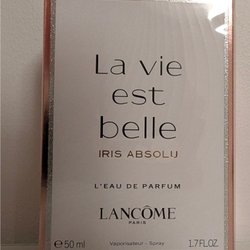 La vie
est
belle
IRIS ABSOLU
L'EAU DE PARFUM
LANCÔME
PARIS
e 50 ml Vaporisateur - Spray 1.7 FL.OZ.